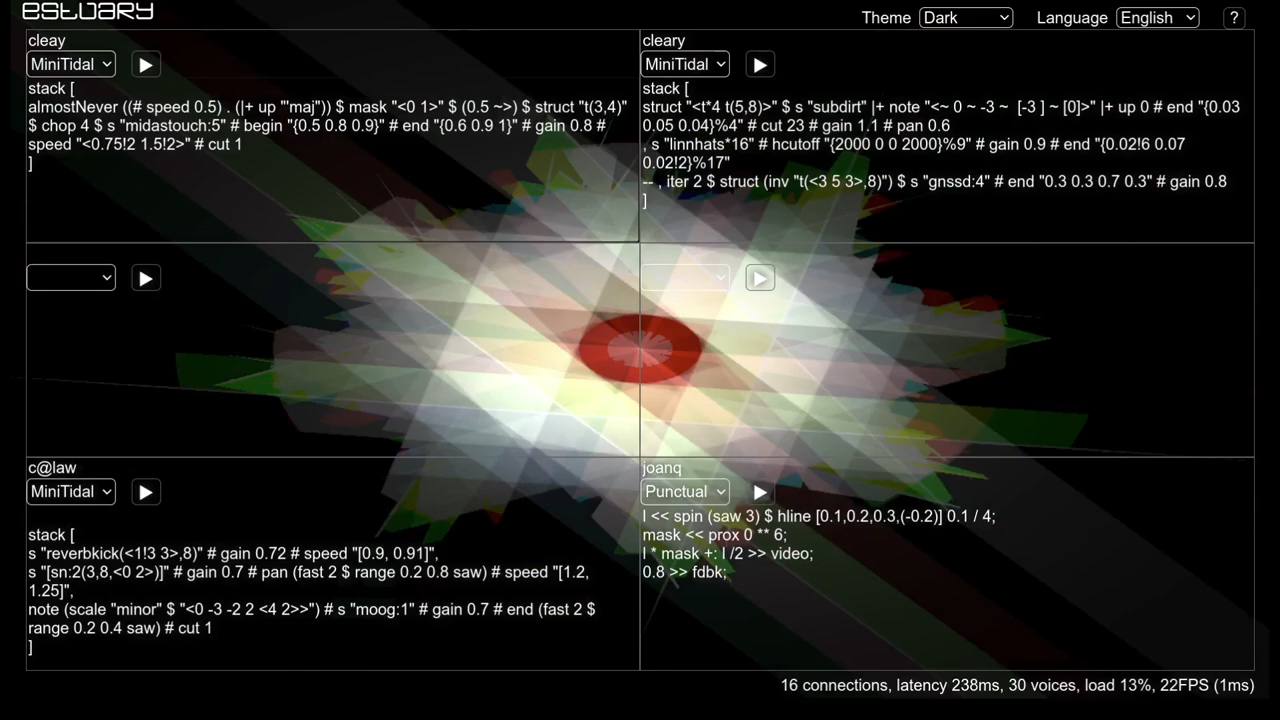 estuary
Theme Dark Language English ?
cleay
MiniTidal
stack [
almostNever ((# speed 0.5) . (|+ up "'maj")) $ mask "<0 1>" $ (0.5 ~>) $ struct "t(3,4)"
$ chop 4 $ s "midastouch:5" # begin "{0.5 0.8 0.9}" # end "{0.6 0.9 1}" # gain 0.8 #
speed "<0.75!2 1.5!2>" # cut 1
]
cleary
MiniTidal
stack [
struct "<t*4 t(5,8)>" $ s "subdirt" |+ note "<~ 0 ~ -3 ~ [-3 ] ~ [0]>" |+ up 0 # end "{0.03
0.05 0.04}%4" # cut 23 # gain 1.1 # pan 0.6
, s "linnhats*16" # hcutoff "{2000 0 0 2000}%9" # gain 0.9 # end "{0.02!6 0.07
0.02!2}%17"
-- , iter 2 $ struct (inv "t(<3 5 3>,8)") $ s "gnssd:4" # end "0.3 0.3 0.7 0.3" # gain 0.8
]
c@law
MiniTidal
stack [
s "reverbkick(<1!3 3>,8)" # gain 0.72 # speed "[0.9, 0.91]",
s "[sn:2(3,8,<0 2>)]" # gain 0.7 # pan (fast 2 $ range 0.2 0.8 saw) # speed "[1.2,
1.25]",
note (scale "minor" $ "<0 -3 -2 2 <4 2>>") # s "moog:1" # gain 0.7 # end (fast 2 $
range 0.2 0.4 saw) # cut 1
]
joanq
Punctual
l << spin (saw 3) $ hline [0.1,0.2,0.3,(-0.2)] 0.1 / 4;
mask << prox 0 ** 6;
l * mask +: l /2 >> video;
0.8 >> fdbk;
16 connections, latency 238ms, 30 voices, load 13%, 22FPS (1ms)